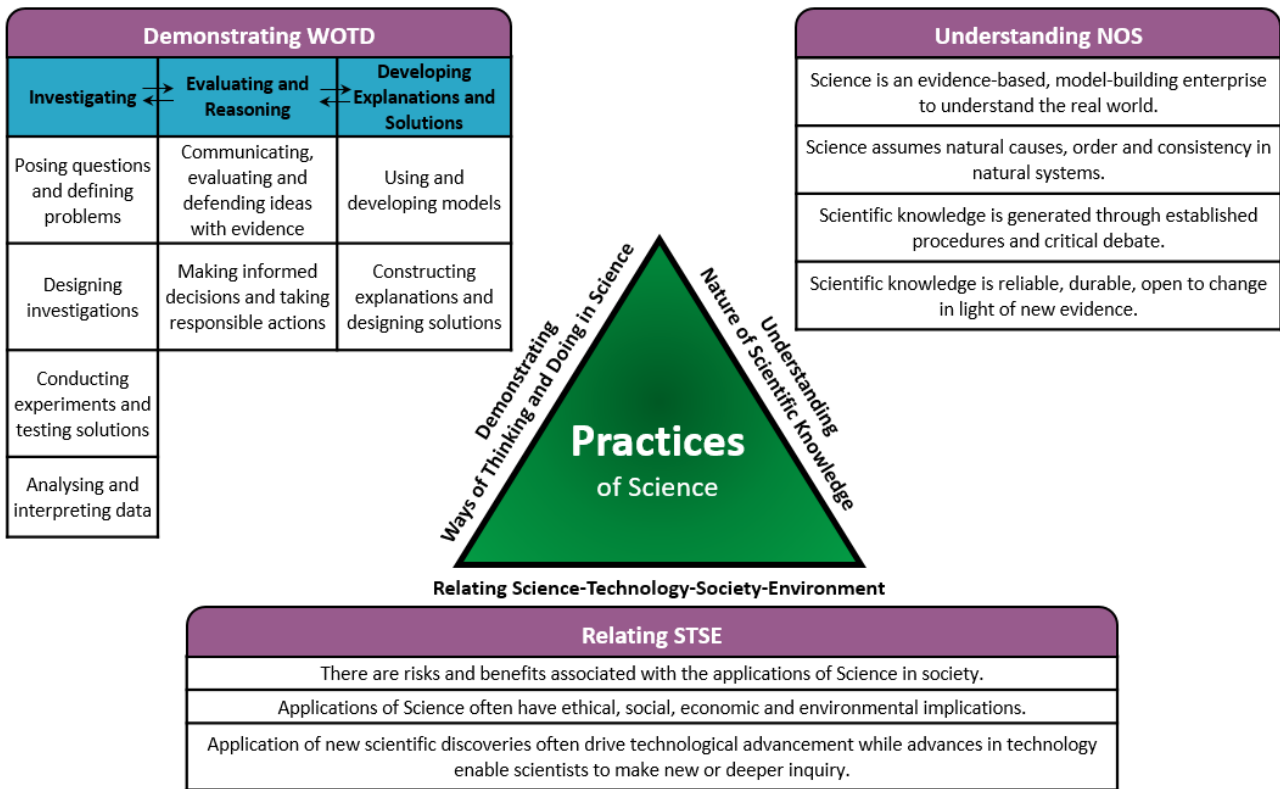 Demonstrating WOTD
Investigating
Evaluating and
Reasoning
Developing
Explanations and
Solutions
Posing questions
and defining
problems
Communicating,
evaluating and
defending ideas
with evidence
Using and
developing models
Designing
investigations
Making informed
decisions and taking
responsible actions
Constructing
explanations and
designing solutions
Conducting
experiments and
testing solutions
Analysing and
interpreting data
Understanding NOS
Science is an evidence-based, model-building enterprise
to understand the real world.
Science assumes natural causes, order and consistency in
natural systems.
Scientific knowledge is generated through established
procedures and critical debate.
Scientific knowledge is reliable, durable, open to change
in light of new evidence.
Demonstrating
Ways of Thinking and Doing in Science
Understanding
Nature of Scientific Knowledge
Practices
of Science
Relating Science-Technology-Society-Environment
Relating STSE
There are risks and benefits associated with the applications of Science in society.
Applications of Science often have ethical, social, economic and environmental implications.
Application of new scientific discoveries often drive technological advancement while advances in technology
enable scientists to make new or deeper inquiry.